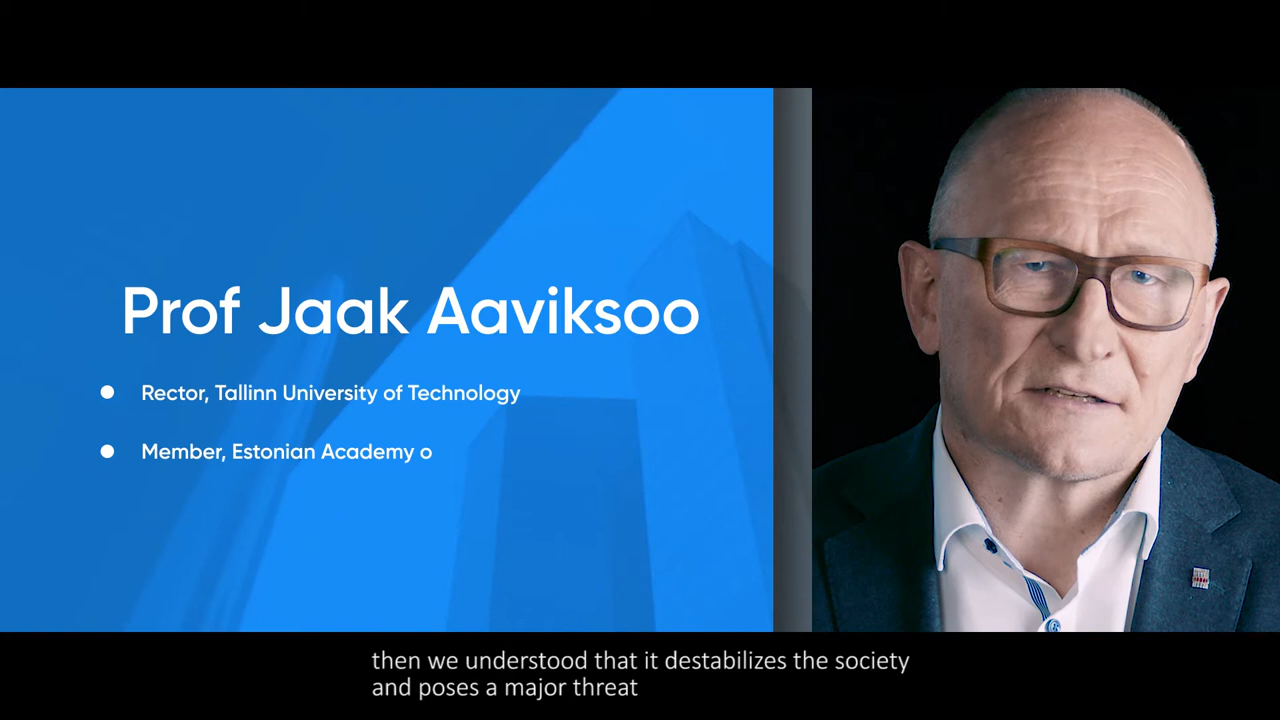 Prof Jaak Aaviksoo
Rector, Tallinn University of Technology
Member, Estonian Academy o
then we understood that it destabilizes the society
and poses a major threat